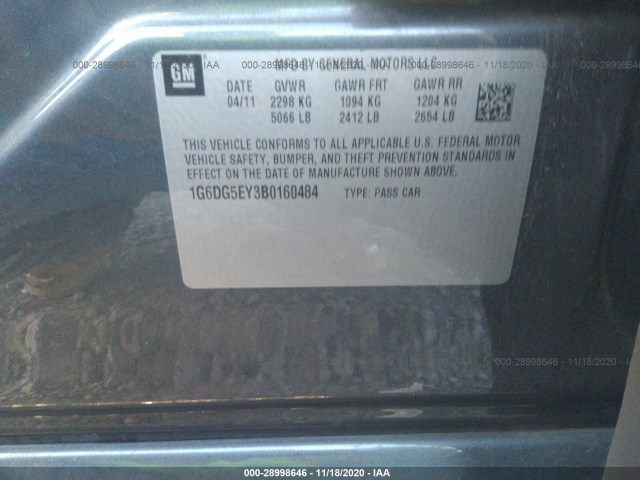 000-28998646 - 11/18/2020 - IAA
GM
MFD BY GENERAL MOTORS LLC
DATE GVWR GAWR FRT GAWR RR
04/11 2298 KG 1094 KG 1204 KG
5066 LB 2412 LB 2654 LB
THIS VEHICLE CONFORMS TO ALL APPLICABLE U.S. FEDERAL MOTOR
VEHICLE SAFETY, BUMPER, AND THEFT PREVENTION STANDARDS IN
EFFECT ON THE DATE OF MANUFACTURE SHOWN ABOVE.
1G6DG5EY3B0160484 TYPE: PASS CAR
000-28998646 - 11/18/2020 - IAA
000-28998646 - 11/18/2020 - IAA